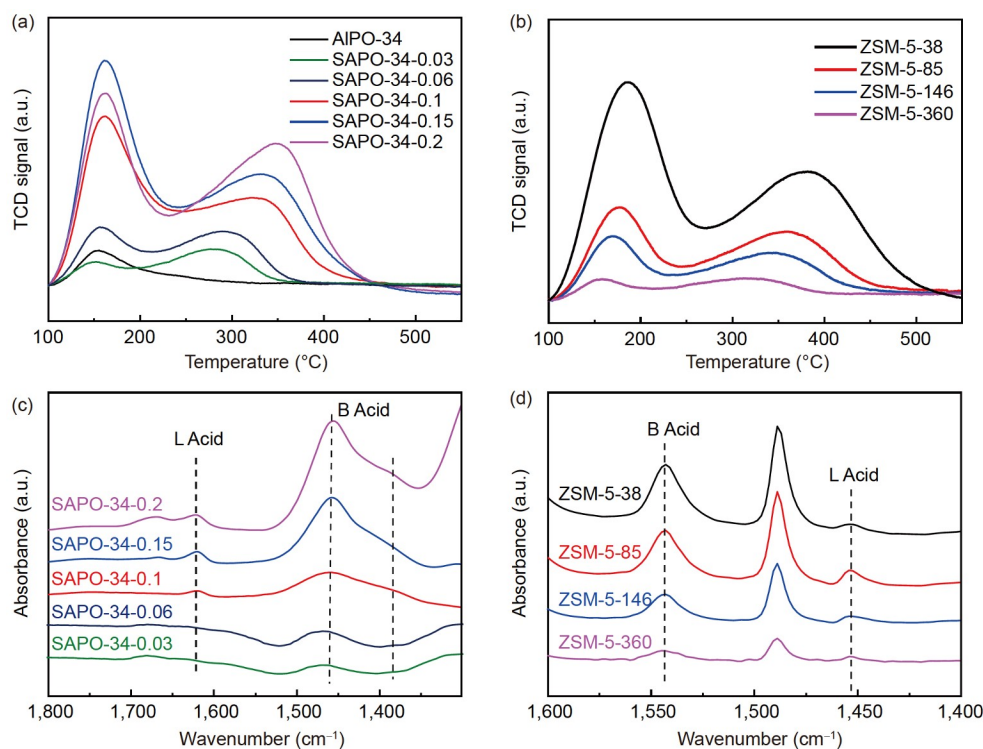 (a)
AlPO-34
SAPO-34-0.03
SAPO-34-0.06
SAPO-34-0.1
SAPO-34-0.15
SAPO-34-0.2
TCD signal (a.u.)
100 200 300 400 500
Temperature (°C)
(b)
ZSM-5-38
ZSM-5-85
ZSM-5-146
ZSM-5-360
TCD signal (a.u.)
100 200 300 400 500
Temperature (°C)
(c)
B Acid
L Acid
SAPO-34-0.2
SAPO-34-0.15
SAPO-34-0.1
SAPO-34-0.06
SAPO-34-0.03
Absorbance (a.u.)
1,800 1,700 1,600 1,500 1,400
Wavenumber (cm⁻¹)
(d)
B Acid
L Acid
ZSM-5-38
ZSM-5-85
ZSM-5-146
ZSM-5-360
Absorbance (a.u.)
1,600 1,550 1,500 1,450 1,400
Wavenumber (cm⁻¹)